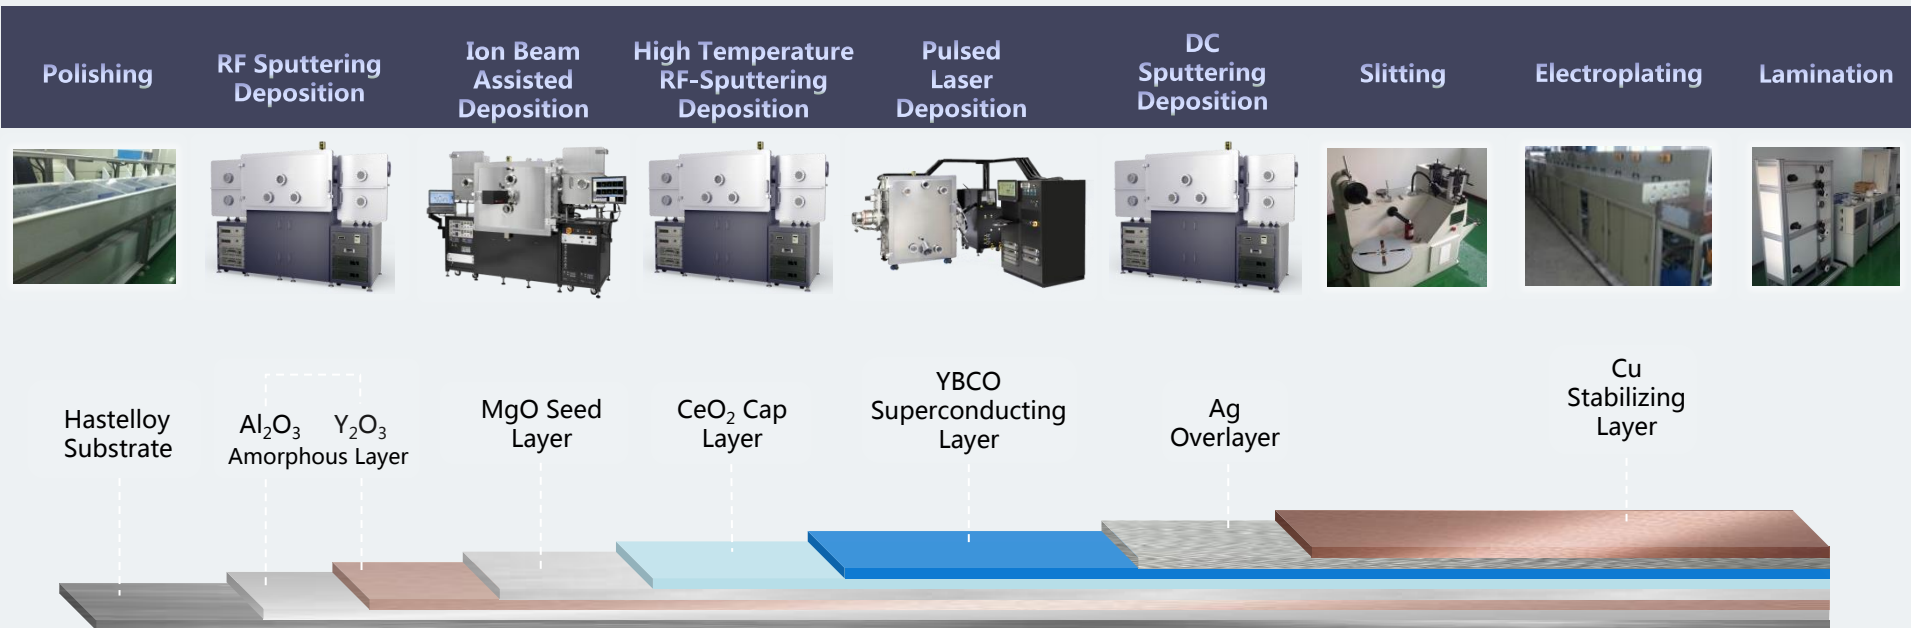 Polishing
RF Sputtering
Deposition
Ion Beam
Assisted
Deposition
High Temperature
RF-Sputtering
Deposition
Pulsed
Laser
Deposition
DC
Sputtering
Deposition
Slitting
Electroplating
Lamination
Hastelloy
Substrate
Al₂O₃ Y₂O₃
Amorphous Layer
MgO Seed
Layer
CeO₂ Cap
Layer
YBCO
Superconducting
Layer
Ag
Overlayer
Cu
Stabilizing
Layer